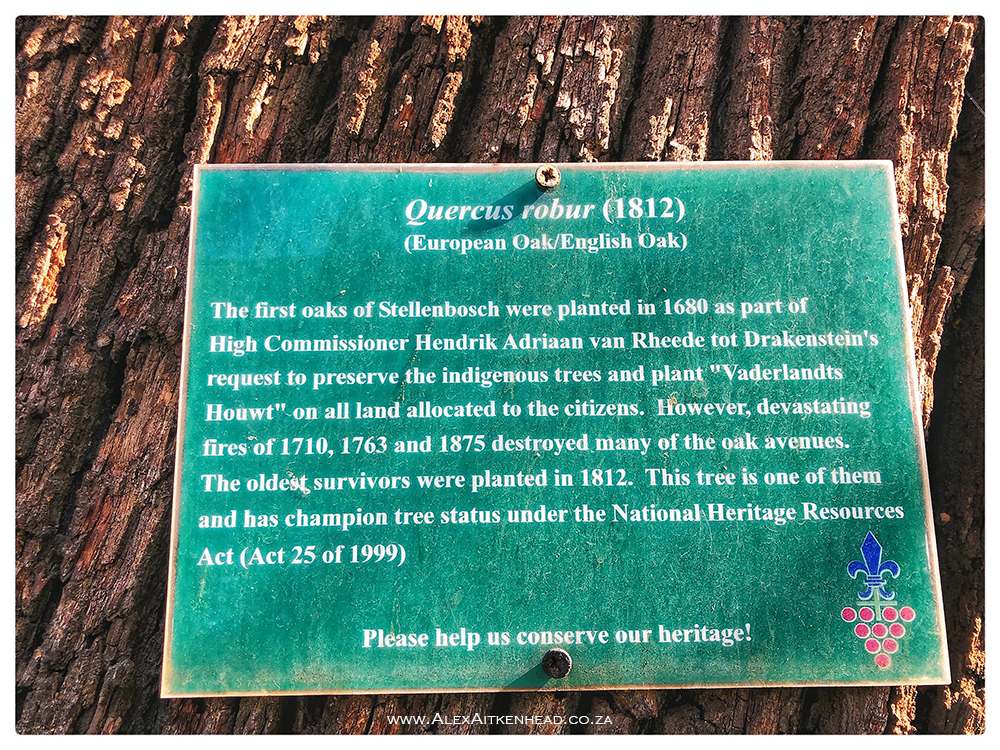 Quercus robur (1812)
(European Oak/English Oak)
The first oaks of Stellenbosch were planted in 1680 as part of
High Commissioner Hendrik Adriaan van Rheede tot Drakenstein's
request to preserve the indigenous trees and plant "Vaderlandts
Houwt" on all land allocated to the citizens. However, devastating
fires of 1710, 1763 and 1875 destroyed many of the oak avenues.
The oldest survivors were planted in 1812. This tree is one of them
and has champion tree status under the National Heritage Resources
Act (Act 25 of 1999)
Please help us conserve our heritage!
www.AlexAitkenhead.co.za